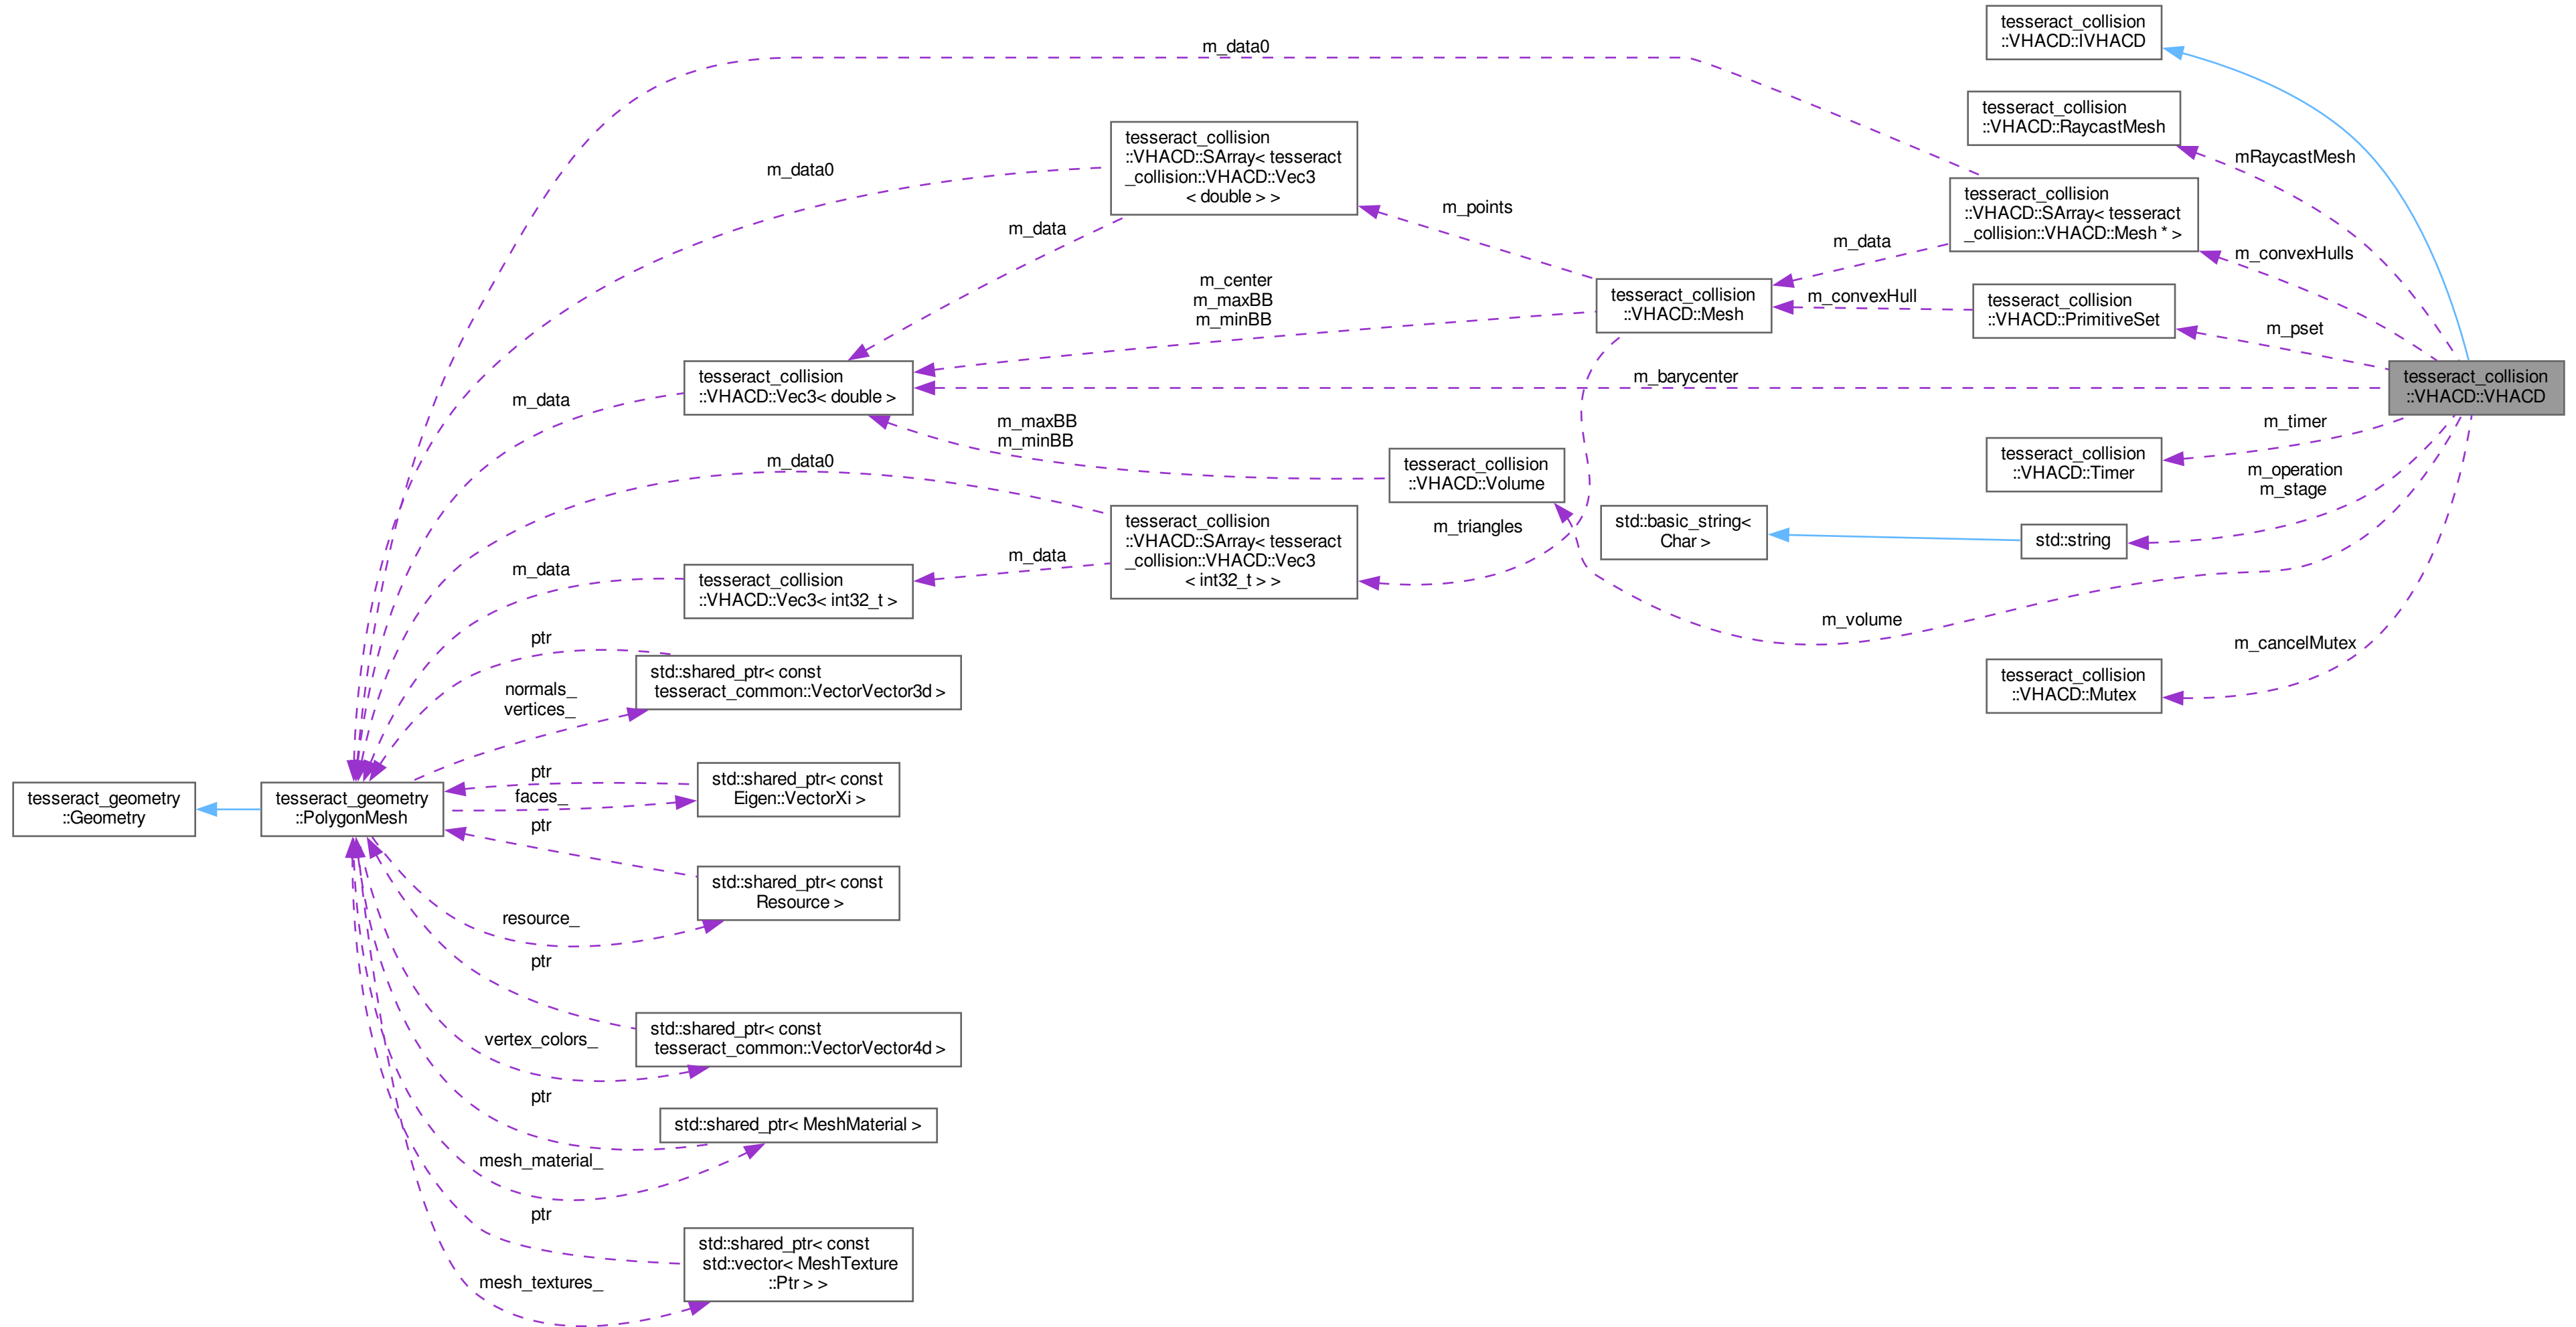 tesseract_collision
::VHACD::IVHACD
m_data0
tesseract_collision
::VHACD::RaycastMesh
tesseract_collision
::VHACD::SArray< tesseract
_collision::VHACD::Vec3
< double > >
m_data0
mRaycastMesh
tesseract_collision
::VHACD::SArray< tesseract
_collision::VHACD::Mesh * >
m_points
m_data
m_data
m_convexHulls
m_center
m_maxBB
m_minBB
tesseract_collision
::VHACD::Mesh
m_convexHull
tesseract_collision
::VHACD::PrimitiveSet
m_pset
tesseract_collision
::VHACD::Vec3< double >
m_data
m_barycenter
tesseract_collision
::VHACD::VHACD
m_maxBB
m_minBB
m_timer
tesseract_collision
::VHACD::Timer
m_data0
tesseract_collision
::VHACD::Volume
m_operation
m_stage
tesseract_collision
::VHACD::SArray< tesseract
_collision::VHACD::Vec3
< int32_t > >
m_triangles
std::basic_string<
Char >
std::string
m_data
m_data
tesseract_collision
::VHACD::Vec3< int32_t >
m_volume
ptr
std::shared_ptr< const
tesseract_common::VectorVector3d >
m_cancelMutex
tesseract_collision
::VHACD::Mutex
normals_
vertices_
tesseract_geometry
::Geometry
tesseract_geometry
::PolygonMesh
ptr
faces_
std::shared_ptr< const
Eigen::VectorXi >
ptr
std::shared_ptr< const
Resource >
resource_
ptr
std::shared_ptr< const
tesseract_common::VectorVector4d >
vertex_colors_
ptr
std::shared_ptr< MeshMaterial >
mesh_material_
ptr
std::shared_ptr< const
std::vector< MeshTexture
::Ptr > >
mesh_textures_